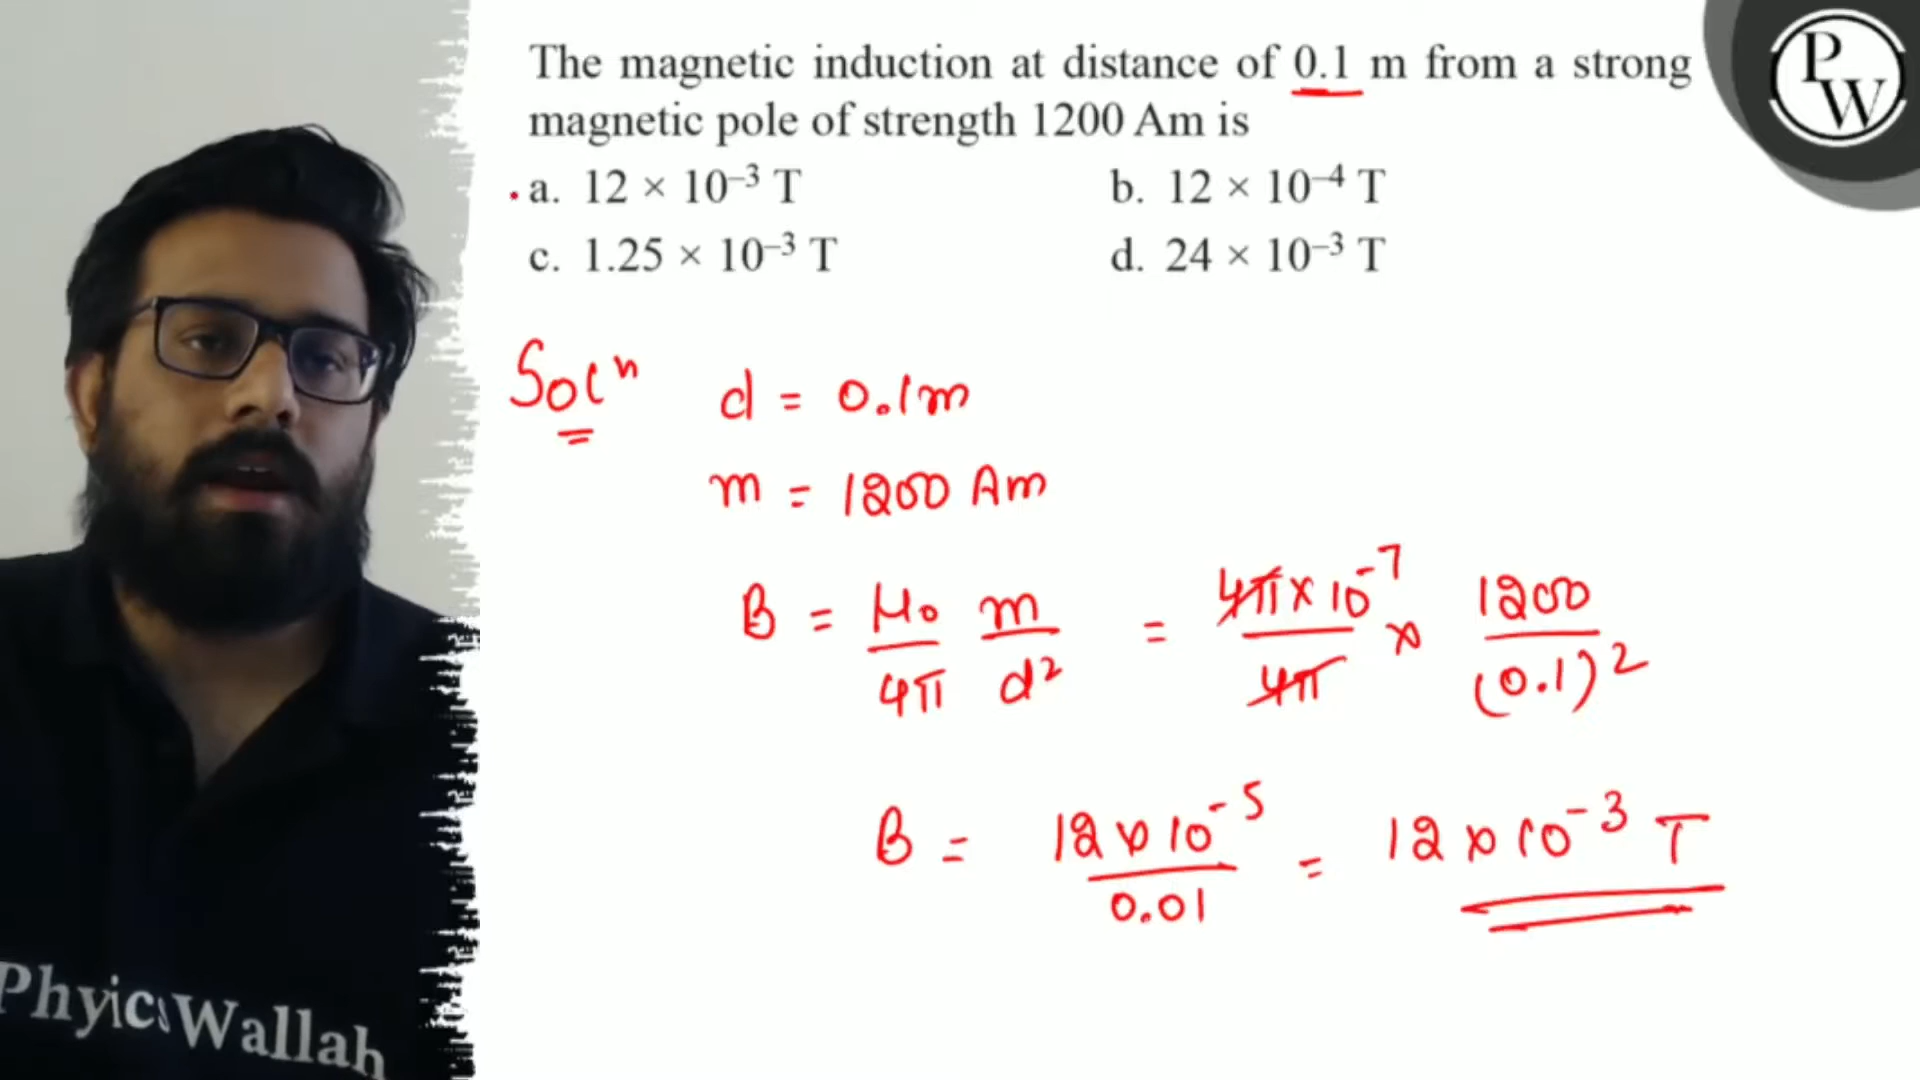 The magnetic induction at distance of 0.1 m from a strong
magnetic pole of strength 1200 Am is
a. 12 × 10⁻³ T b. 12 × 10⁻⁴ T
c. 1.25 × 10⁻³ T d. 24 × 10⁻³ T
PW
Solⁿ d = 0.1m
m = 1200 Am
B = μ₀/4π m/d² = 4π×10⁻⁷/4π × 1200/(0.1)²
B = 12×10⁻⁵/0.01 = 12×10⁻³ T
PhyicsWallah